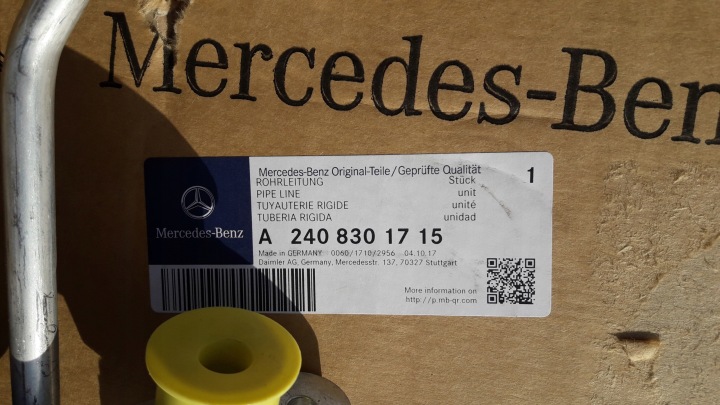 Mercedes-Ben
Mercedes-Benz Original-Teile/Geprüfte Qualität 1
ROHRLEITUNG Stück
PIPE LINE unit
TUYAUTERIE RIGIDE unité
TUBERIA RIGIDA unidad
Mercedes-Benz
A 240 830 17 15
Made in GERMANY 0060/1710/2956 04.10.17
Daimler AG, Germany, Mercedesstr. 137, 70327 Stuttgart
More information on
http://p.mb-qr.com